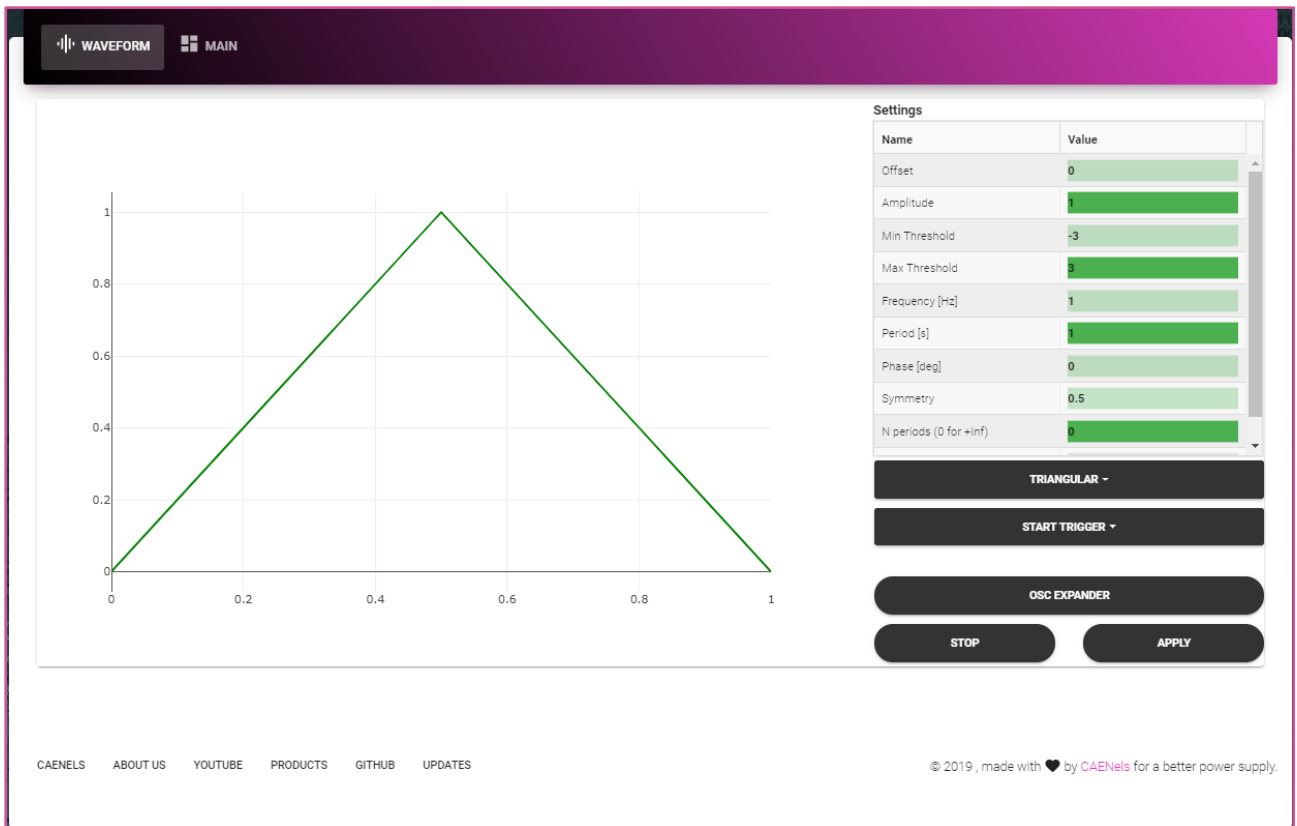 WAVEFORM MAIN
Settings
Name Value
Offset 0
Amplitude 1
Min Threshold -3
Max Threshold 3
Frequency [Hz] 1
Period [s] 1
Phase [deg] 0
Symmetry 0.5
N periods (0 for +Inf) 0
1
0.8
0.6
0.4
0.2
0
0 0.2 0.4 0.6 0.8 1
TRIANGULAR
START TRIGGER
OSC EXPANDER
STOP APPLY
CAENELS ABOUT US YOUTUBE PRODUCTS GITHUB UPDATES
© 2019 , made with ♥ by CAENels for a better power supply.